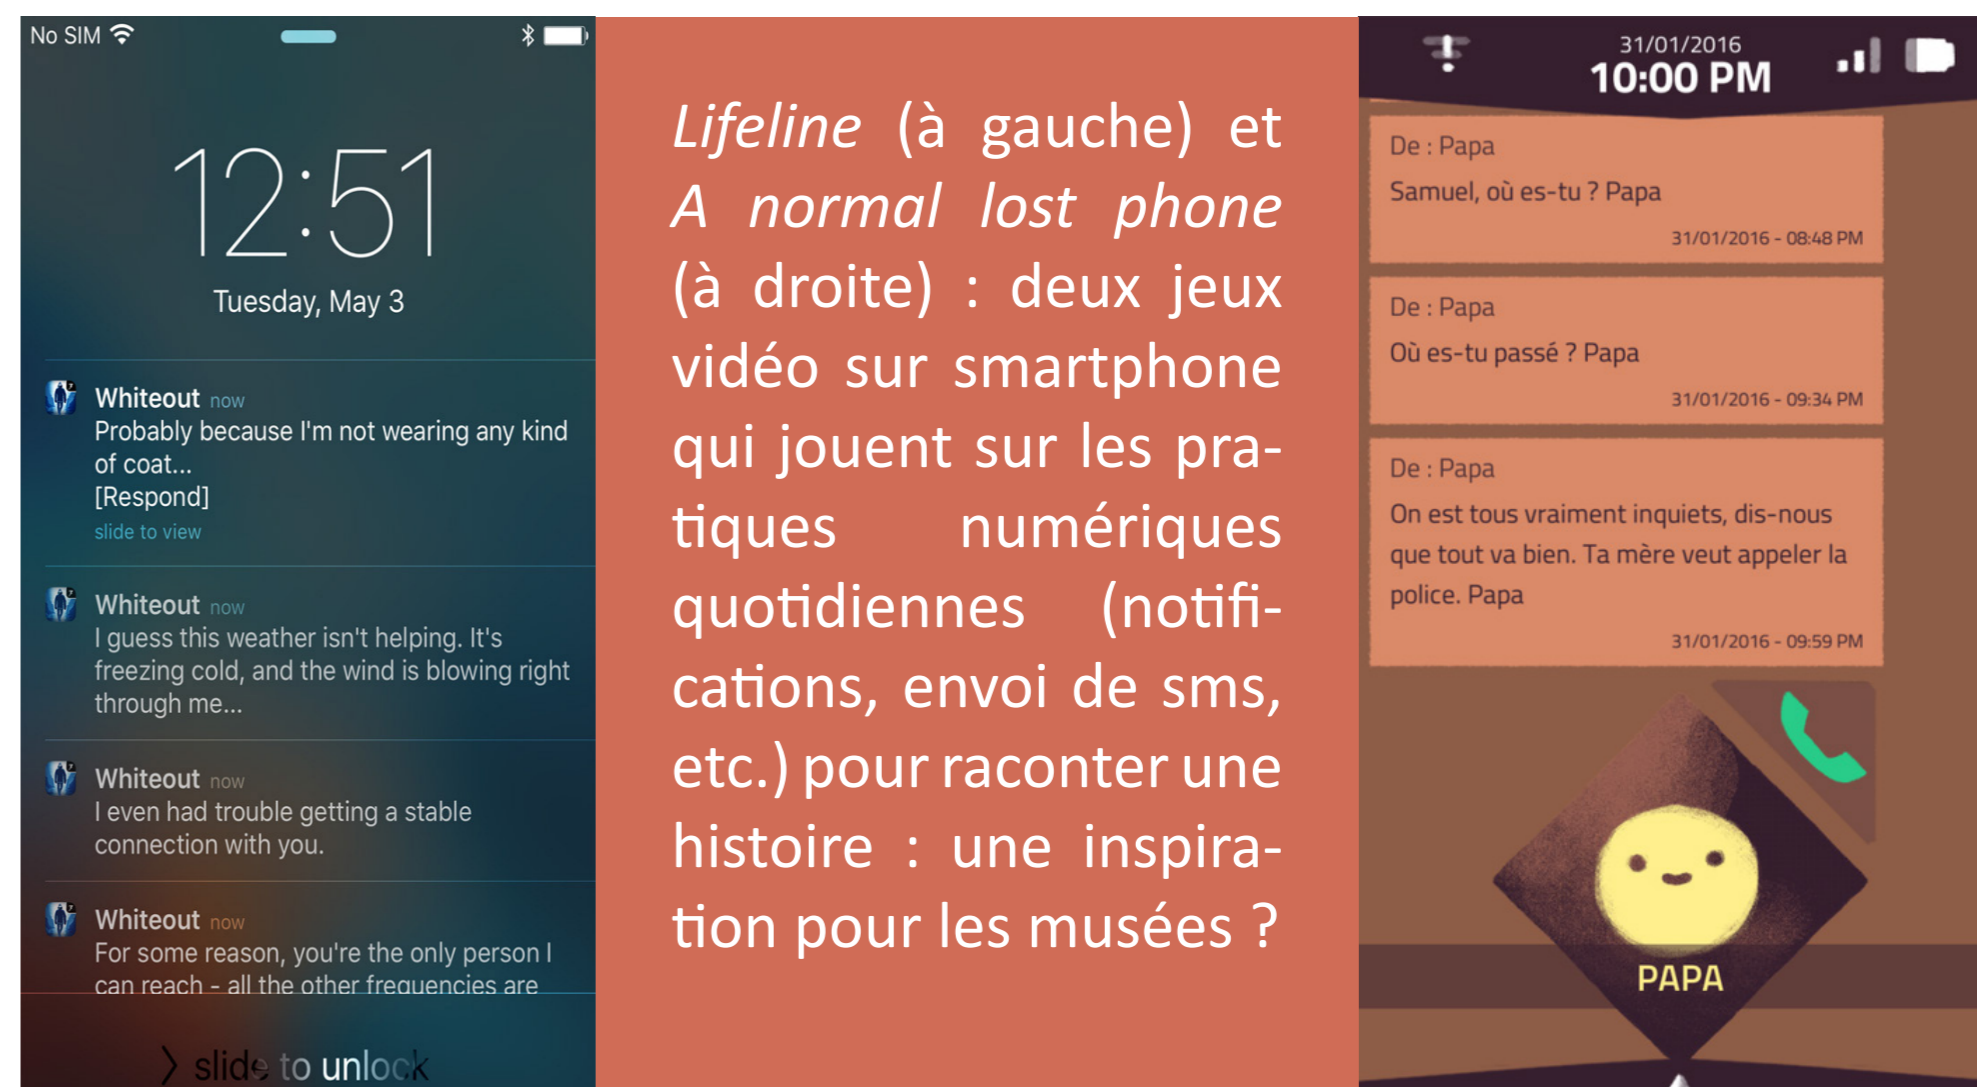 No SIM
12:51
Tuesday, May 3
Whiteout now
Probably because I'm not wearing any kind
of coat...
[Respond]
slide to view
Whiteout now
I guess this weather isn't helping. It's
freezing cold, and the wind is blowing right
through me...
Whiteout now
I even had trouble getting a stable
connection with you.
Whiteout now
For some reason, you're the only person I
can reach - all the other frequencies are
slide to unlock
Lifeline (à gauche) et
A normal lost phone
(à droite) : deux jeux
vidéo sur smartphone
qui jouent sur les pra-
tiques numériques
quotidiennes (notifi-
cations, envoi de sms,
etc.) pour raconter une
histoire : une inspira-
tion pour les musées ?
31/01/2016
10:00 PM
De : Papa
Samuel, où es-tu ? Papa
31/01/2016 - 08:48 PM
De : Papa
Où es-tu passé ? Papa
31/01/2016 - 09:34 PM
De : Papa
On est tous vraiment inquiets, dis-nous
que tout va bien. Ta mère veut appeler la
police. Papa
31/01/2016 - 09:59 PM
PAPA